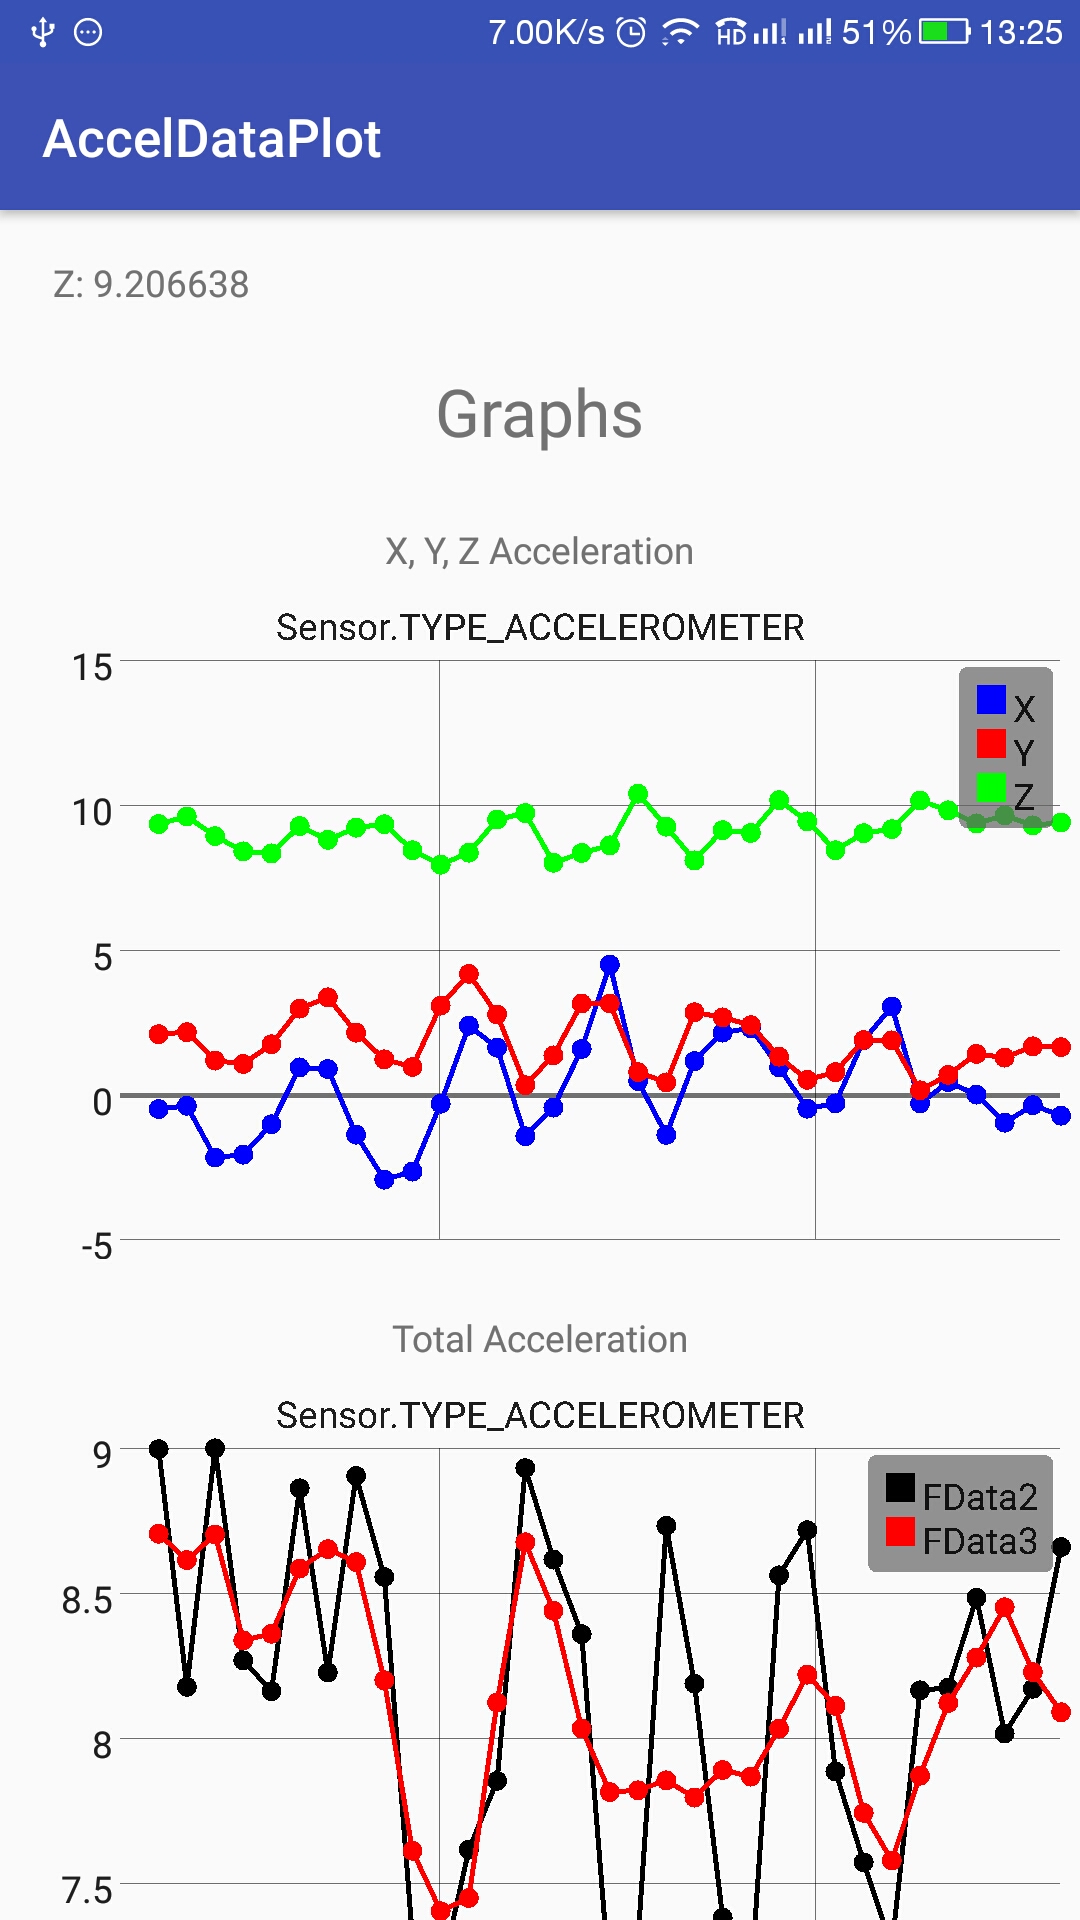 7.00K/s HD 51% 13:25
AccelDataPlot
Z: 9.206638
Graphs
X, Y, Z Acceleration
Sensor.TYPE_ACCELEROMETER
15
10
5
0
-5
X
Y
Z
Total Acceleration
Sensor.TYPE_ACCELEROMETER
9
8.5
8
7.5
FData2
FData3